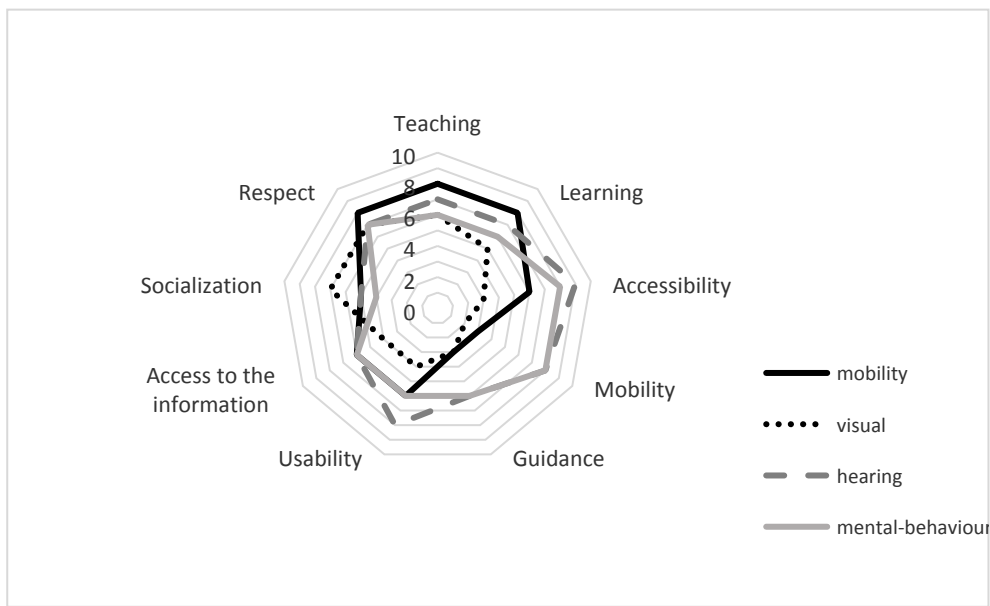 Teaching
10
8
6
4
2
0
Learning
Accessibility
Mobility
Guidance
Usability
Access to the
information
Socialization
Respect
mobility
visual
hearing
mental-behaviour